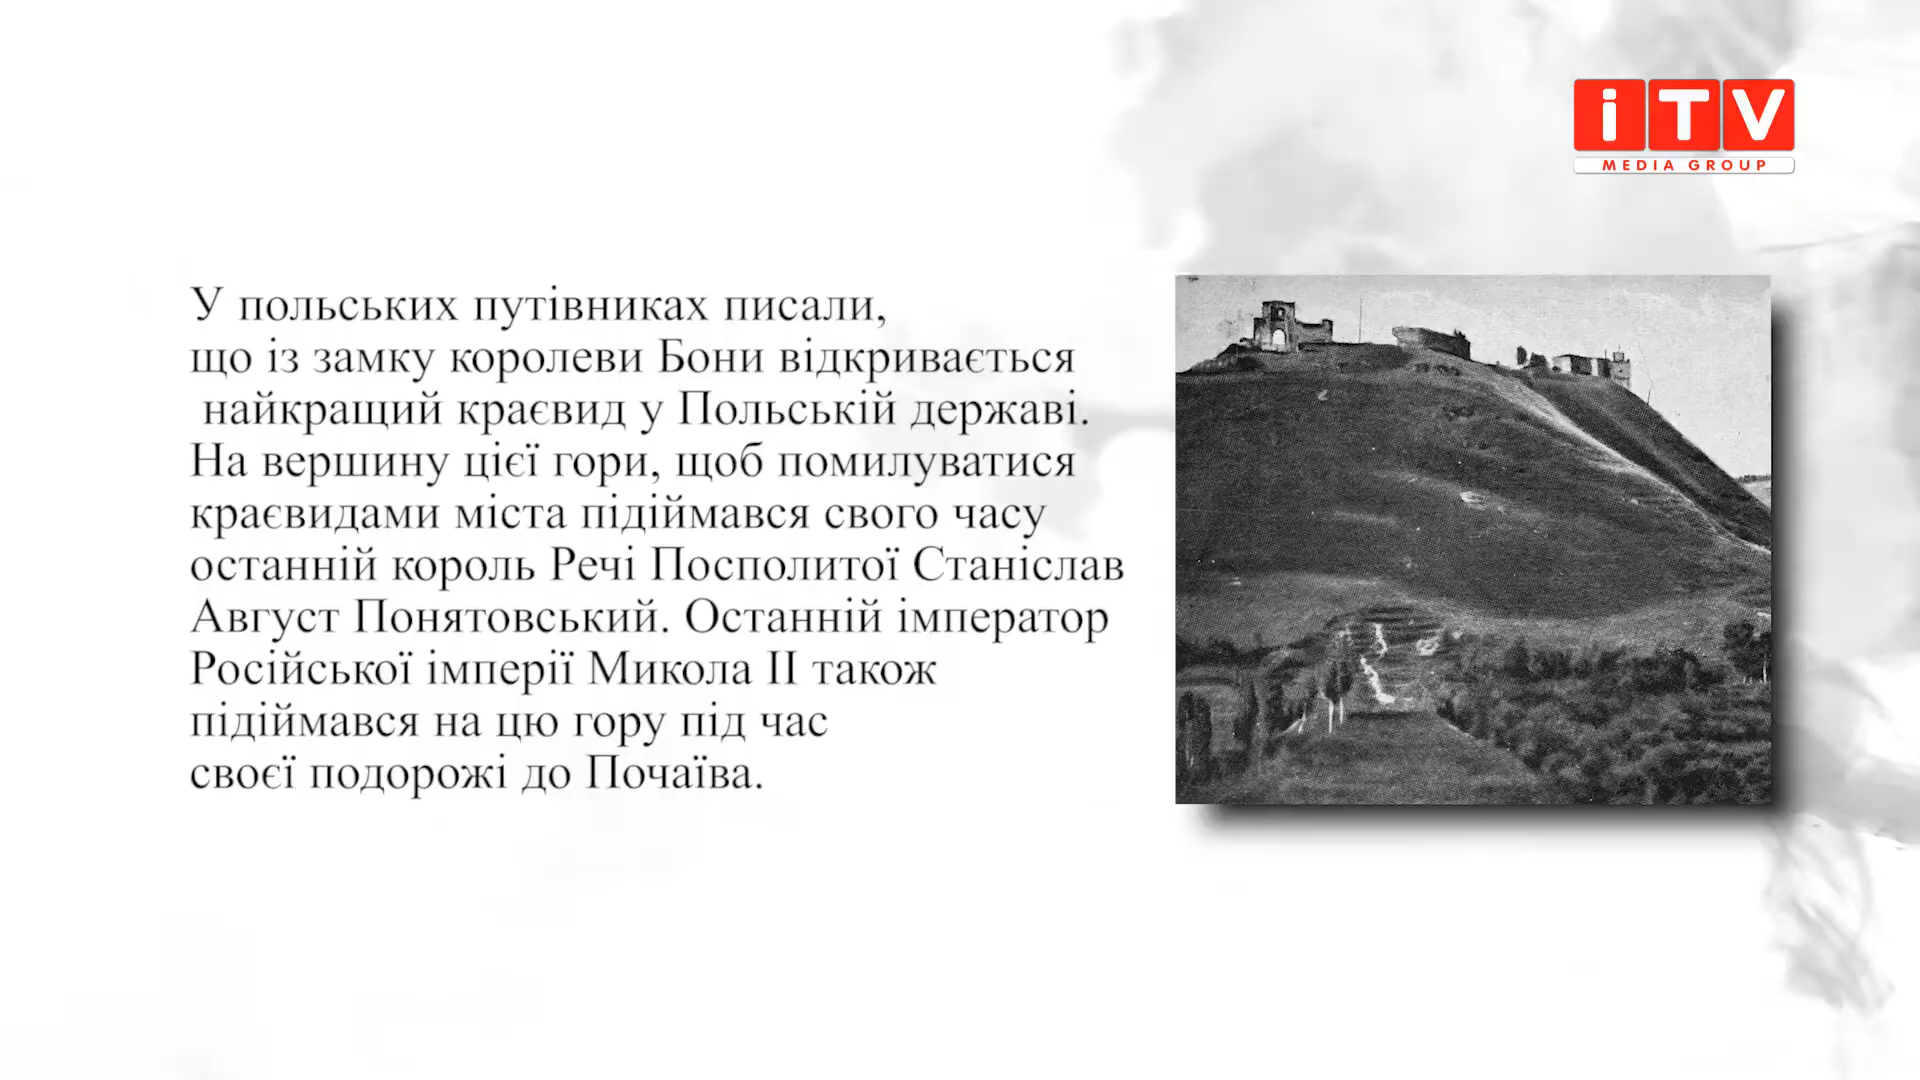 iTV
MEDIA GROUP
У польських путівниках писали,
що із замку королеви Бони відкривається
найкращий краєвид у Польській державі.
На вершину цієї гори, щоб помилуватися
краєвидами міста підіймався свого часу
останній король Речі Посполитої Станіслав
Август Понятовський. Останній імператор
Російської імперії Микола ІІ також
підіймався на цю гору під час
своєї подорожі до Почаїва.